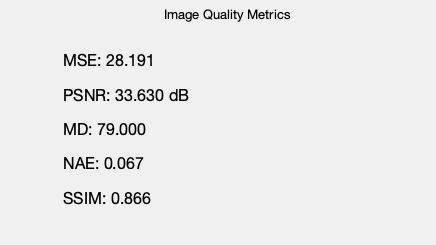 Image Quality Metrics
MSE: 28.191
PSNR: 33.630 dB
MD: 79.000
NAE: 0.067
SSIM: 0.866